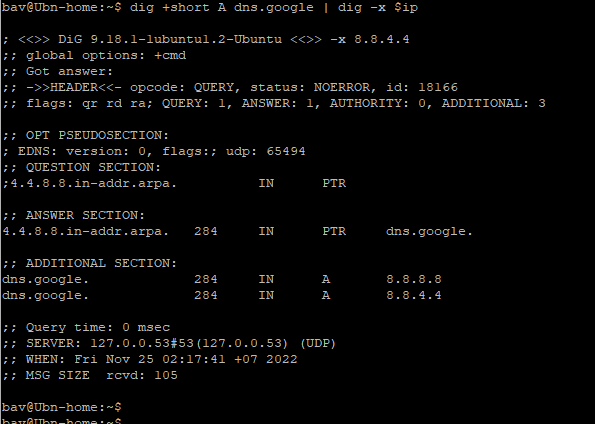 bav@Ubn-home:~$ dig +short A dns.google | dig -x $ip
; <<>> DiG 9.18.1-1ubuntu1.2-Ubuntu <<>> -x 8.8.4.4
;; global options: +cmd
;; Got answer:
;; ->>HEADER<<- opcode: QUERY, status: NOERROR, id: 18166
;; flags: qr rd ra; QUERY: 1, ANSWER: 1, AUTHORITY: 0, ADDITIONAL: 3
;; OPT PSEUDOSECTION:
; EDNS: version: 0, flags:; udp: 65494
;; QUESTION SECTION:
;4.4.8.8.in-addr.arpa. IN PTR
;; ANSWER SECTION:
4.4.8.8.in-addr.arpa. 284 IN PTR dns.google.
;; ADDITIONAL SECTION:
dns.google. 284 IN A 8.8.8.8
dns.google. 284 IN A 8.8.4.4
;; Query time: 0 msec
;; SERVER: 127.0.0.53#53(127.0.0.53) (UDP)
;; WHEN: Fri Nov 25 02:17:41 +07 2022
;; MSG SIZE rcvd: 105
bav@Ubn-home:~$
bav@Ubn-home:~$